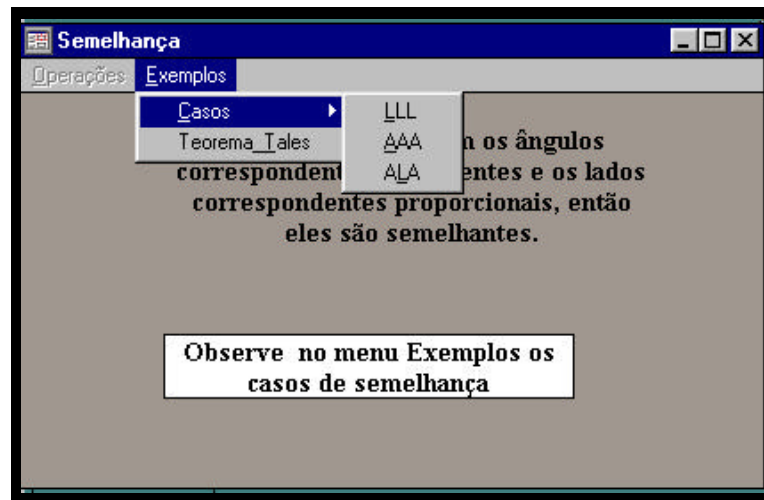 Semelhança
Operações Exemplos
Casos LLL
Teorema_Tales AAA
ALA
os ângulos
correspondent entes e os lados
correspondentes proporcionais, então
eles são semelhantes.
Observe no menu Exemplos os
casos de semelhança